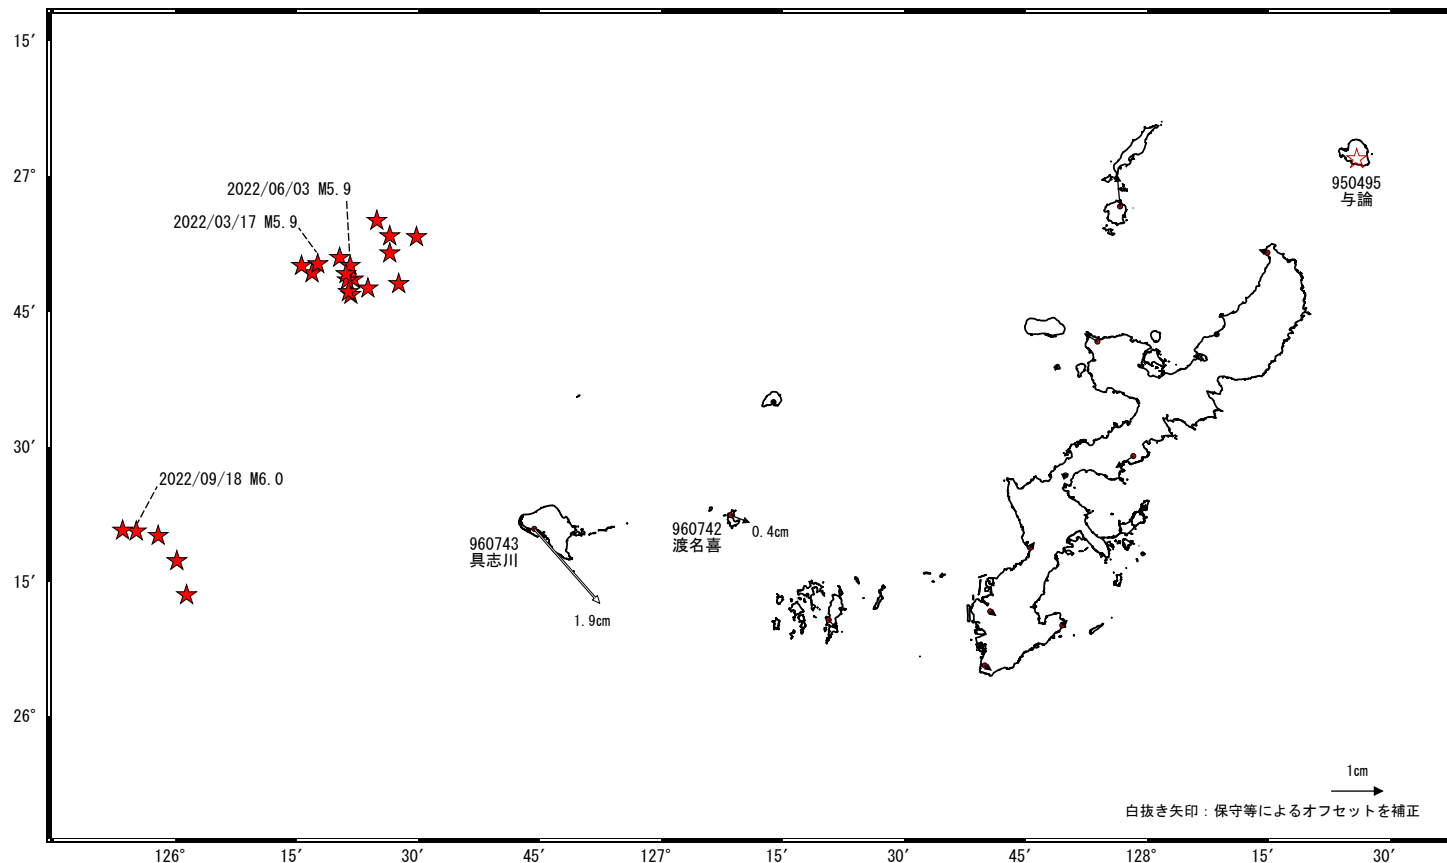 15′
27°
45′
30′
15′
26°
2022/06/03 M5.9
2022/03/17 M5.9
2022/09/18 M6.0
950495
与論
960743
具志川
1.9cm
960742
渡名喜
0.4cm
1cm
白抜き矢印：保守等によるオフセットを補正
126°
15′
30′
45′
127°
15′
30′
45′
128°
15′
30′